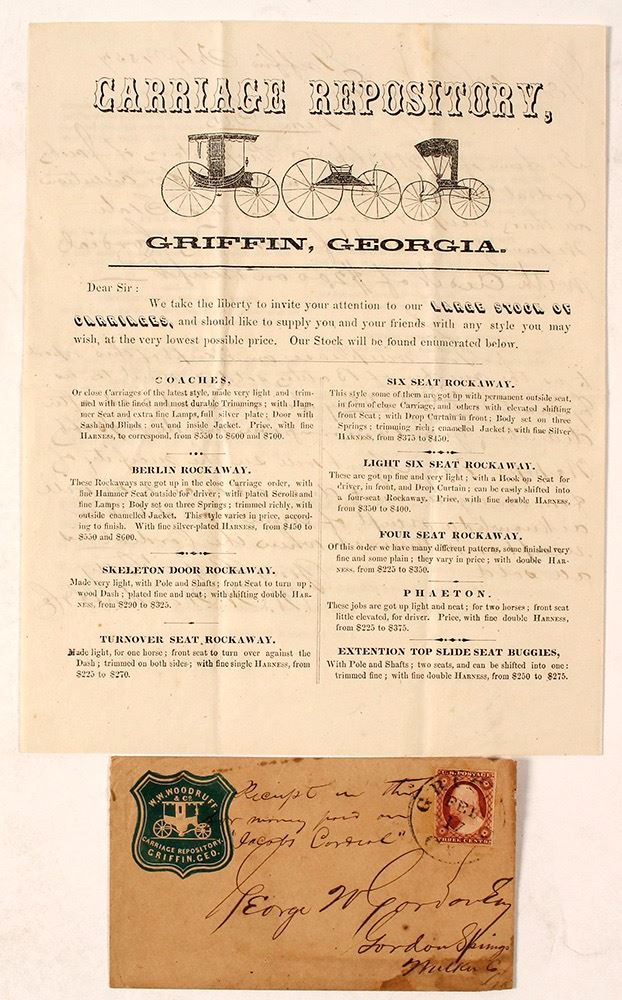 CARRIAGE REPOSITORY,
GRIFFIN, GEORGIA.
Dear Sir :
We take the liberty to invite your attention to our LARGE STOCK OF
CARRIAGES, and should like to supply you and your friends with any style you may
wish, at the very lowest possible price. Our Stock will be found enumerated below.
COACHES,
Or close Carriages of the latest style, made very light and trim-
med with the finest and most durable Trimmings ; with Ham-
mer Seat and extra fine Lamps, full silver plate ; Door with
Sash and Blinds ; out and inside Jacket. Price, with fine
HARNESS, to correspond, from $550 to $600 and $700.
BERLIN ROCKAWAY.
These Rockaways are got up in the close Carriage order, with
fine Hammer Seat outside for driver ; with plated Scrolls and
fine Lamps ; Body set on three Springs ; trimmed richly, with
outside enamelled Jacket. This style varies in price, accord-
ing to finish. With fine silver-plated HARNESS, from $450 to
$550 and $600.
SKELETON DOOR ROCKAWAY.
Made very light, with Pole and Shafts ; front Seat to turn up ;
wood Dash ; plated fine and neat ; with shifting double HAR-
NESS, from $290 to $325.
TURNOVER SEAT ROCKAWAY.
Made light, for one horse ; front seat to turn over against the
Dash ; trimmed on both sides ; with fine single HARNESS, from
$225 to $270.
SIX SEAT ROCKAWAY.
This style some of them are got up with permanent outside seat,
in form of close Carriage, and others with elevated shifting
front Seat ; with Drop Curtain in front ; Body set on three
Springs ; trimming rich ; enamelled Jacket ; with fine Silver
HARNESS, from $375 to $450.
LIGHT SIX SEAT ROCKAWAY.
These are got up fine and very light ; with a Book on Seat for
driver, in front, and Drop Curtain ; can be easily shifted into
a four-seat Rockaway. Price, with fine double HARNESS,
from $350 to $400.
FOUR SEAT ROCKAWAY.
Of this order we have many different patterns, some finished very
fine and some plain ; they vary in price ; with double HAR-
NESS, from $225 to $350.
PHAETON.
These jobs are got up light and neat ; for two horses ; front seat
little elevated, for driver. Price, with fine double HARNESS,
from $225 to $375.
EXTENTION TOP SLIDE SEAT BUGGIES,
With Pole and Shafts ; two seats, and can be shifted into one :
trimmed fine ; with fine double HARNESS, from $250 to $275.
W.W. WOODRUFF
& CO.
CARRIAGE REPOSITORY,
GRIFFIN, GEO.
Reciept in this
for money paid on
"Jacobs Cordial"
U.S. POSTAGE
THREE CENTS
FEB
George W Gordon Esq
Gordon Springs
Walker Co